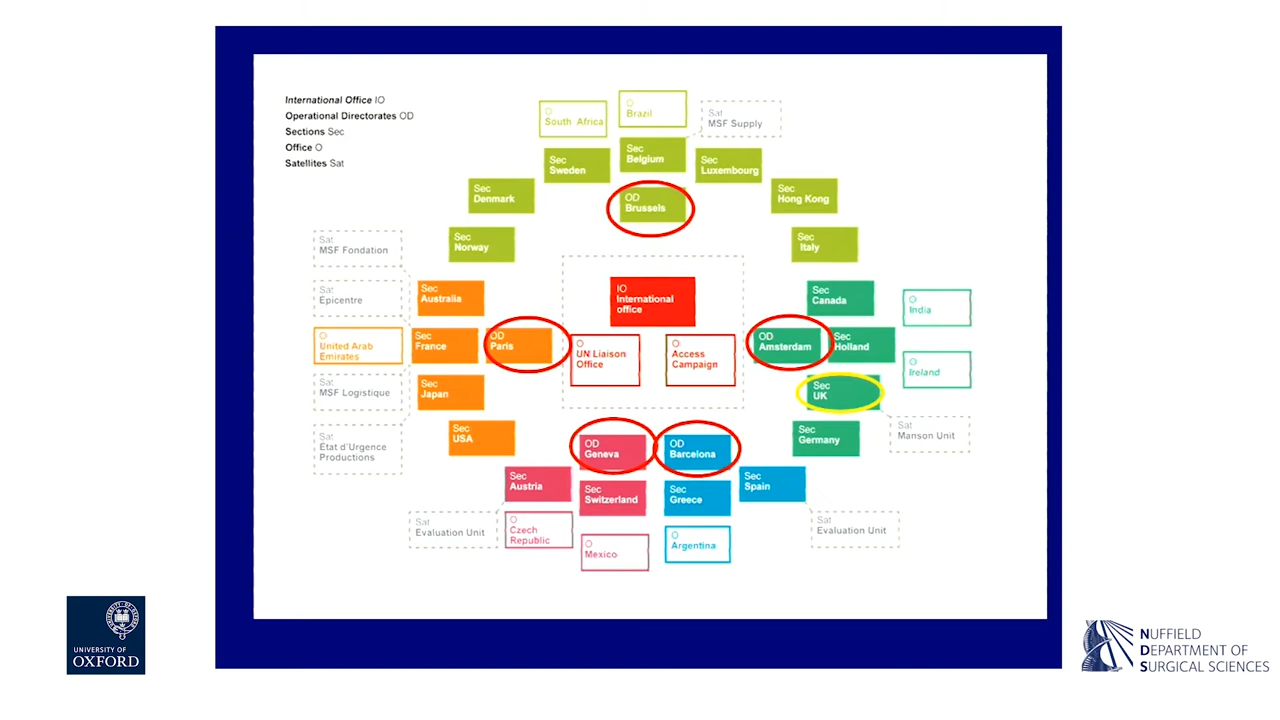 International Office IO
Operational Directorates OD
Sections Sec
Office O
Satellites Sat
O
South Africa
O
Brazil
Sat
MSF Supply
Sec
Sweden
Sec
Belgium
Sec
Luxembourg
Sec
Denmark
OD
Brussels
Sec
Hong Kong
Sec
Norway
Sec
Italy
Sat
MSF Fondation
Sat
Epicentre
Sec
Australia
IO
International
office
Sec
Canada
O
India
O
United Arab
Emirates
Sec
France
OD
Paris
O
UN Liaison
Office
O
Access
Campaign
OD
Amsterdam
Sec
Holland
O
Ireland
Sat
MSF Logistique
Sec
Japan
Sec
UK
Sat
État d'Urgence
Productions
Sec
USA
OD
Geneva
OD
Barcelona
Sec
Germany
Sat
Manson Unit
Sec
Austria
Sec
Switzerland
Sec
Greece
Sec
Spain
Sat
Evaluation Unit
O
Czech
Republic
O
Mexico
O
Argentina
Sat
Evaluation Unit
UNIVERSITY OF
OXFORD
NUFFIELD
DEPARTMENT OF
SURGICAL SCIENCES